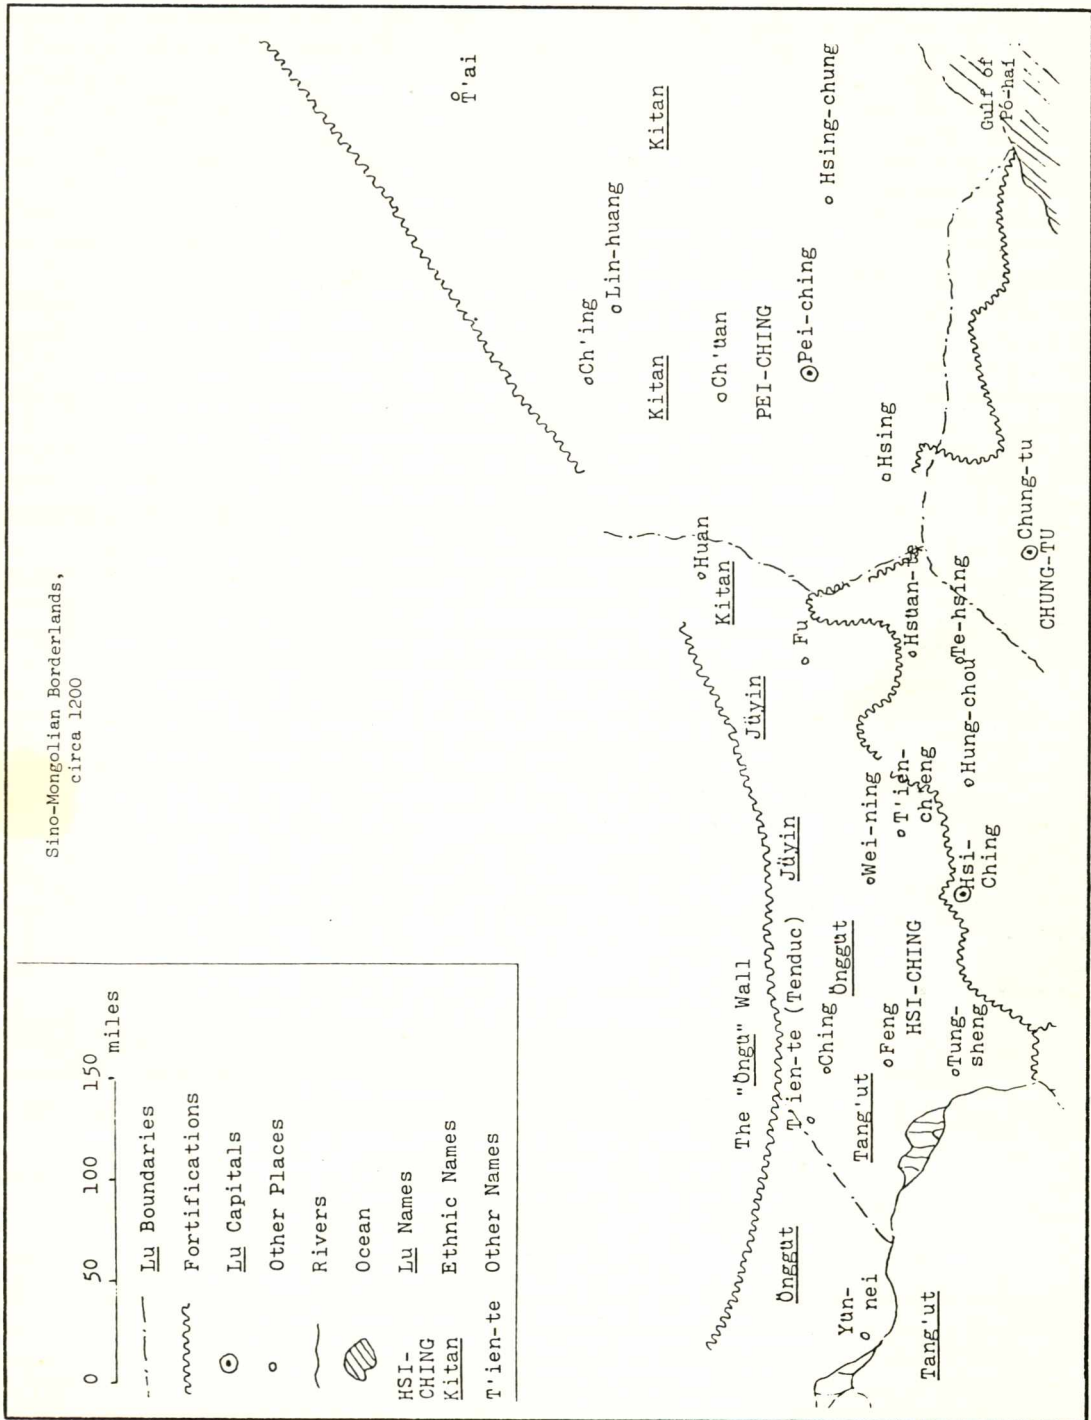 Sino-Mongolian Borderlands,
circa 1200
0 50 100 150
miles
Lu Boundaries
Fortifications
Lu Capitals
Other Places
Rivers
Ocean
HSI-
CHING
Lu Names
Kitan
Ethnic Names
T'ien-te
Other Names
T'ai
Kitan
Ch'ing
Lin-huang
Kitan
Ch'üan
PEI-CHING
Pei-ching
Hsing-chung
Gulf of
Po-hai
Hsing
Huan
Kitan
Fu
Jüyin
Hsüan-te
Te-hsing
Chung-tu
CHUNG-TU
Hung-chou
T'ien-
ch'eng
Wei-ning
Jüyin
Hsi-
Ching
The "Öngü" Wall
T'ien-te (Tenduc)
Ching
Önggüt
Feng
HSI-CHING
Tung-
sheng
Tang'ut
Önggüt
Yun-
nei
Tang'ut